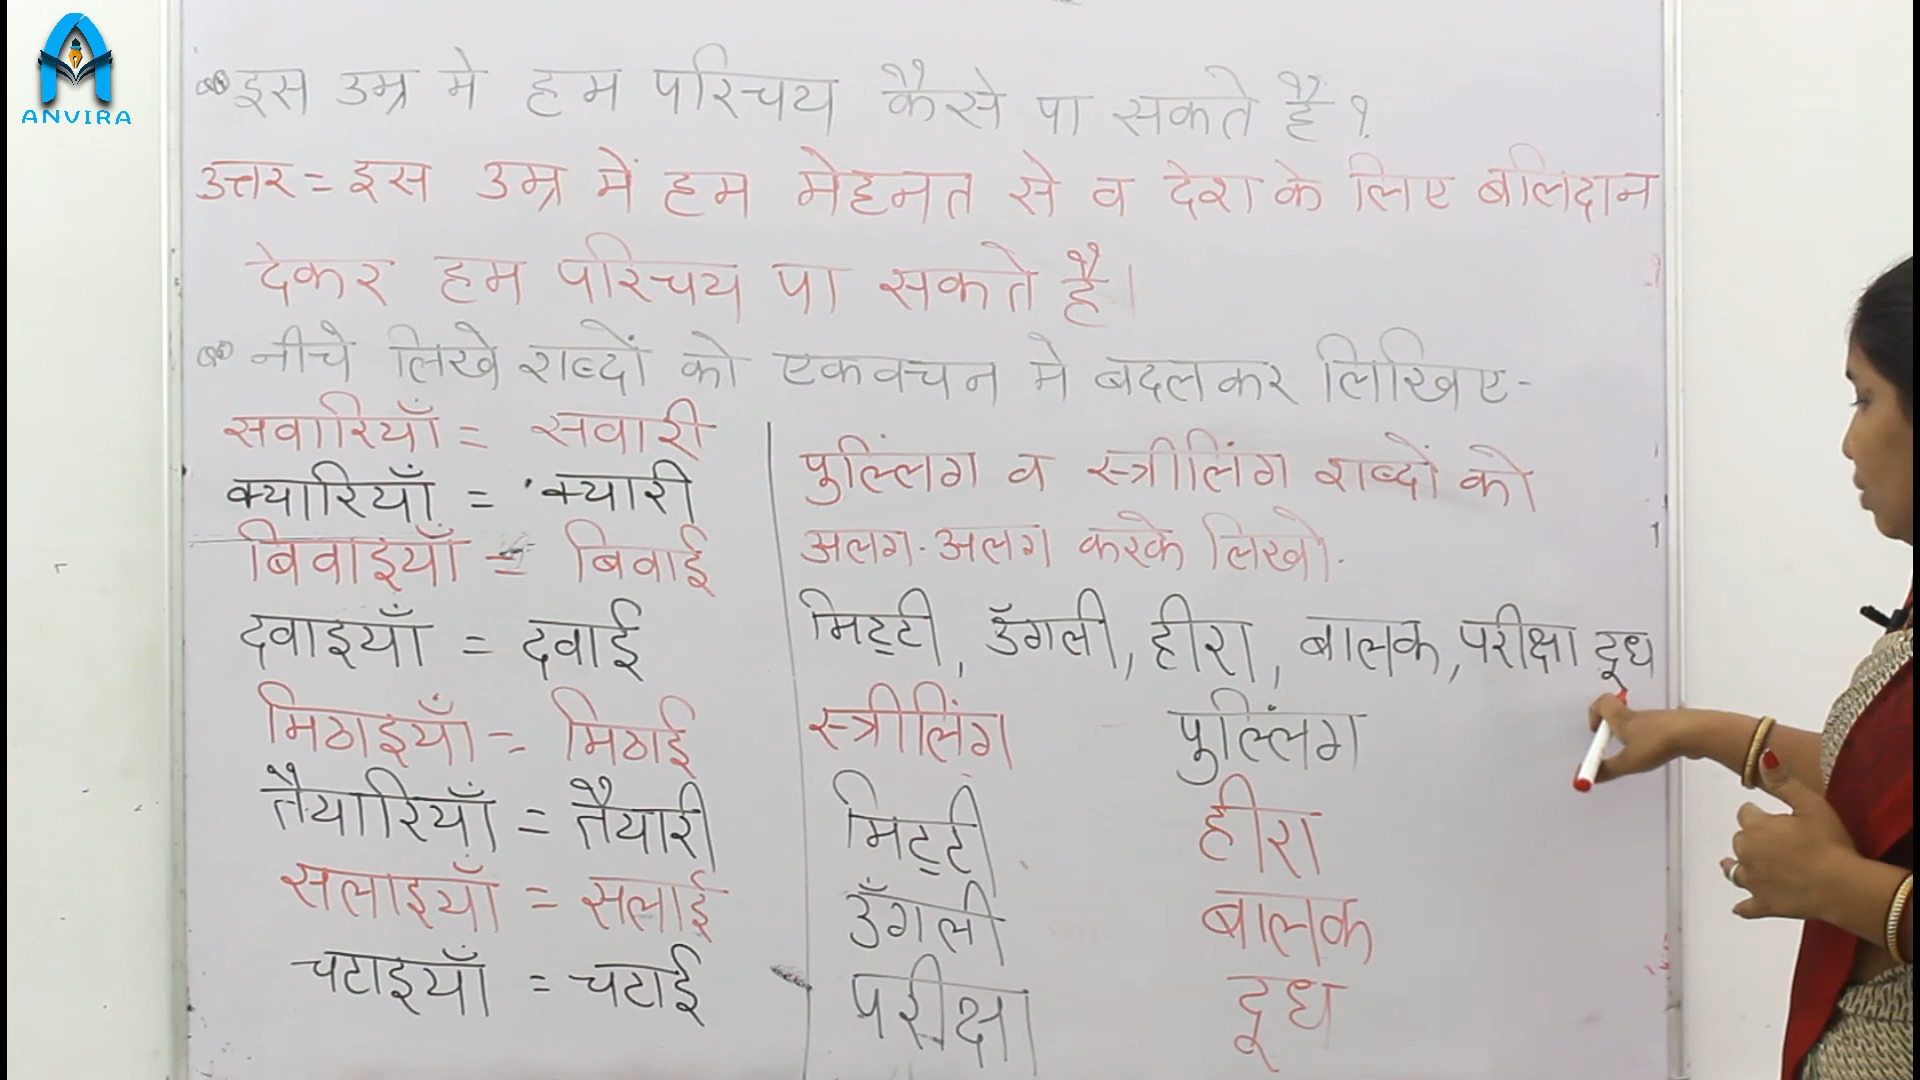 ANVIRA
इस उम्र मे हम परिचय कैसे पा सकते है ?
उत्तर = इस उम्र में हम मेहनत से व देश के लिए बलिदान
देकर हम परिचय पा सकते है।
नीचे लिखे शब्दों को एकवचन मे बदलकर लिखिए -
सवारियाँ = सवारी
क्यारियाँ = क्यारी
बिवाइयाँ = बिवाई
दवाइयाँ = दवाई
मिठाइयाँ = मिठाई
तैयारियाँ = तैयारी
सलाइयाँ = सलाई
चटाइयाँ = चटाई
पुल्लिंग व स्त्रीलिंग शब्दों को
अलग-अलग करके लिखो.
मिट्टी, उँगली, हीरा, बालक, परीक्षा दूध
स्त्रीलिंग पुल्लिंग
मिट्टी हीरा
उँगली बालक
परीक्षा दूध